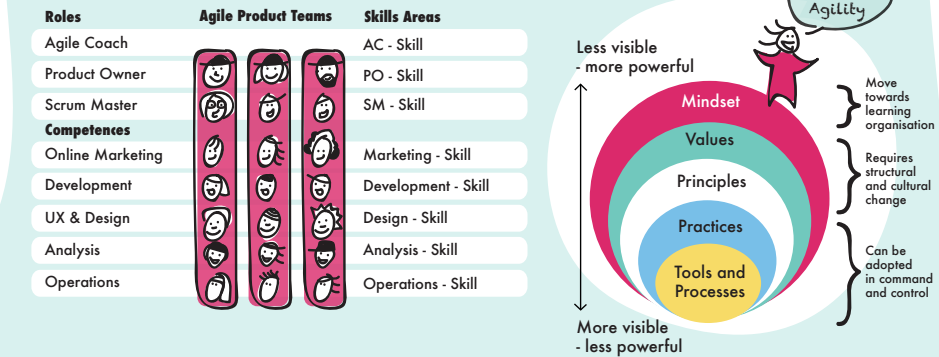 Roles Agile Product Teams Skills Areas
Agile Coach AC - Skill
Product Owner PO - Skill
Scrum Master SM - Skill
Competences
Online Marketing Marketing - Skill
Development Development - Skill
UX & Design Design - Skill
Analysis Analysis - Skill
Operations Operations - Skill
Agility
Less visible
- more powerful
Mindset
Values
Principles
Practices
Tools and
Processes
More visible
- less powerful
Move
towards
learning
organisation
Requires
structural
and cultural
change
Can be
adopted
in command
and control